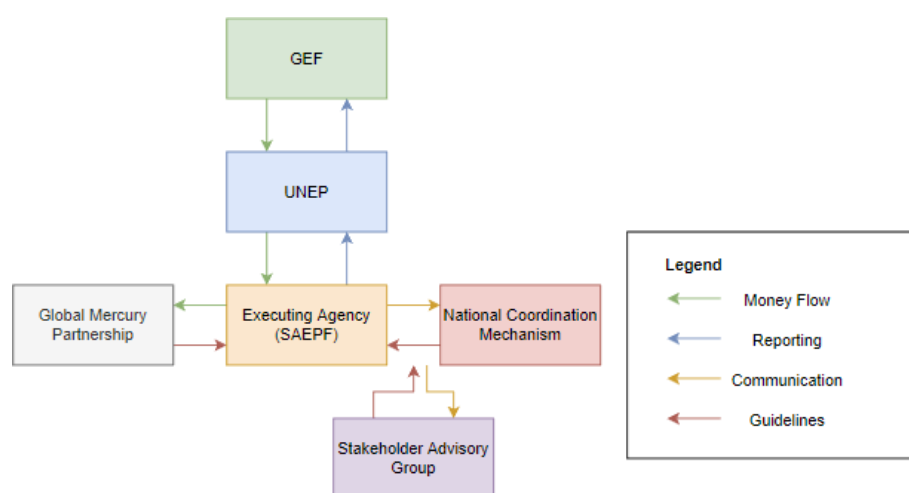 GEF
UNEP
Global Mercury
Partnership
Executing Agency
(SAEPF)
National Coordination
Mechanism
Stakeholder Advisory
Group
Legend
Money Flow
Reporting
Communication
Guidelines